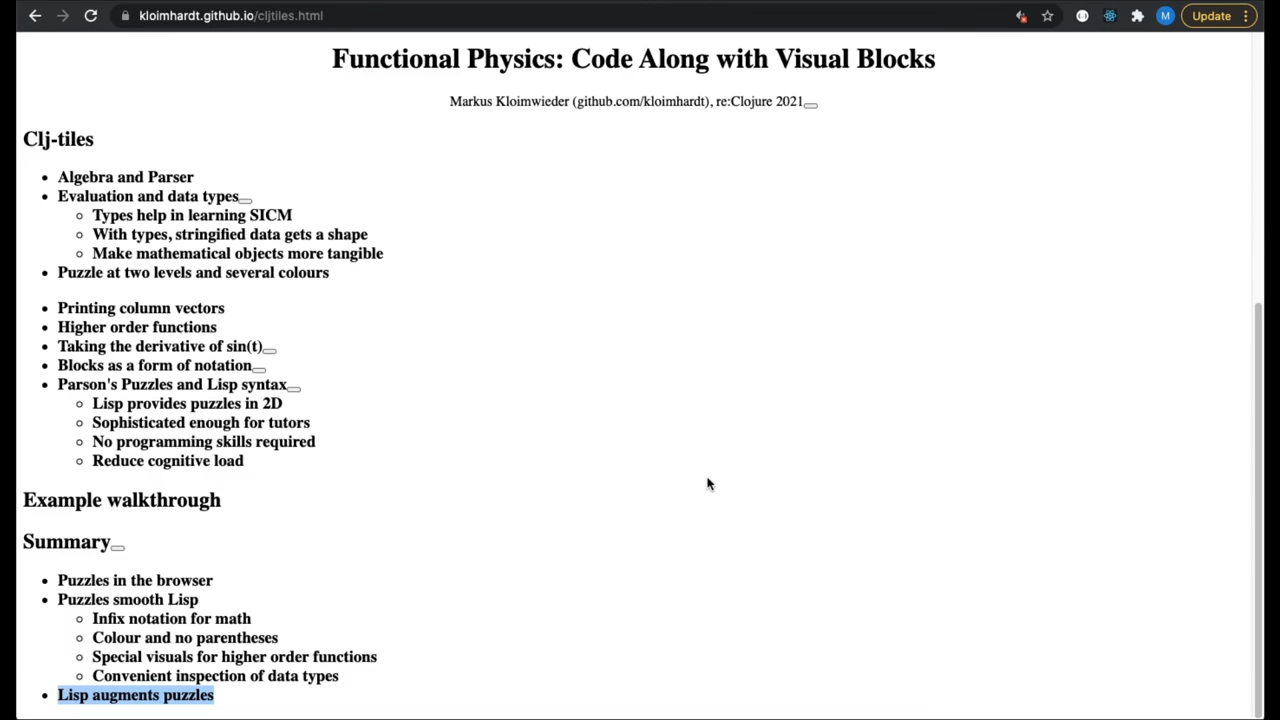 kloimhardt.github.io/cljtiles.html
M
Update
Functional Physics: Code Along with Visual Blocks
Markus Kloimwieder (github.com/kloimhardt), re:Clojure 2021
Clj-tiles
Algebra and Parser
Evaluation and data types
Types help in learning SICM
With types, stringified data gets a shape
Make mathematical objects more tangible
Puzzle at two levels and several colours
Printing column vectors
Higher order functions
Taking the derivative of sin(t)
Blocks as a form of notation
Parson's Puzzles and Lisp syntax
Lisp provides puzzles in 2D
Sophisticated enough for tutors
No programming skills required
Reduce cognitive load
Example walkthrough
Summary
Puzzles in the browser
Puzzles smooth Lisp
Infix notation for math
Colour and no parentheses
Special visuals for higher order functions
Convenient inspection of data types
Lisp augments puzzles